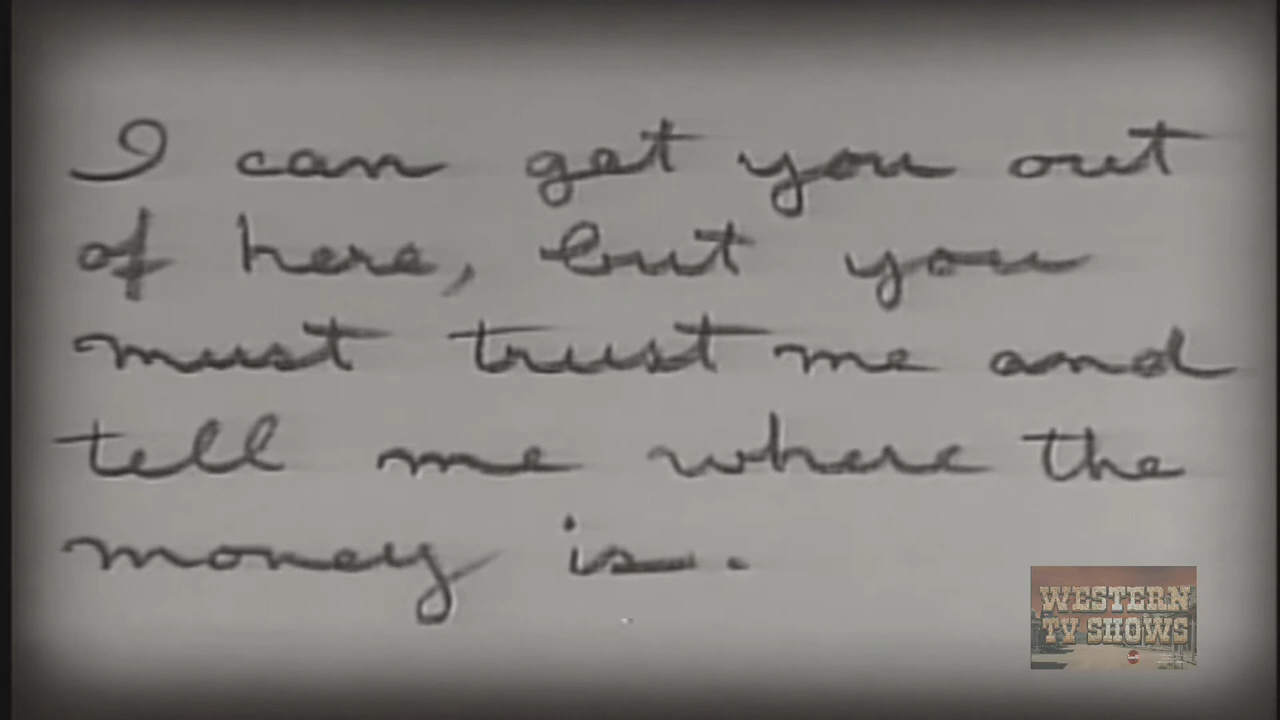 I can get you out
of here, but you
must trust me and
tell me where the
money is.
WESTERN
TV SHOWS